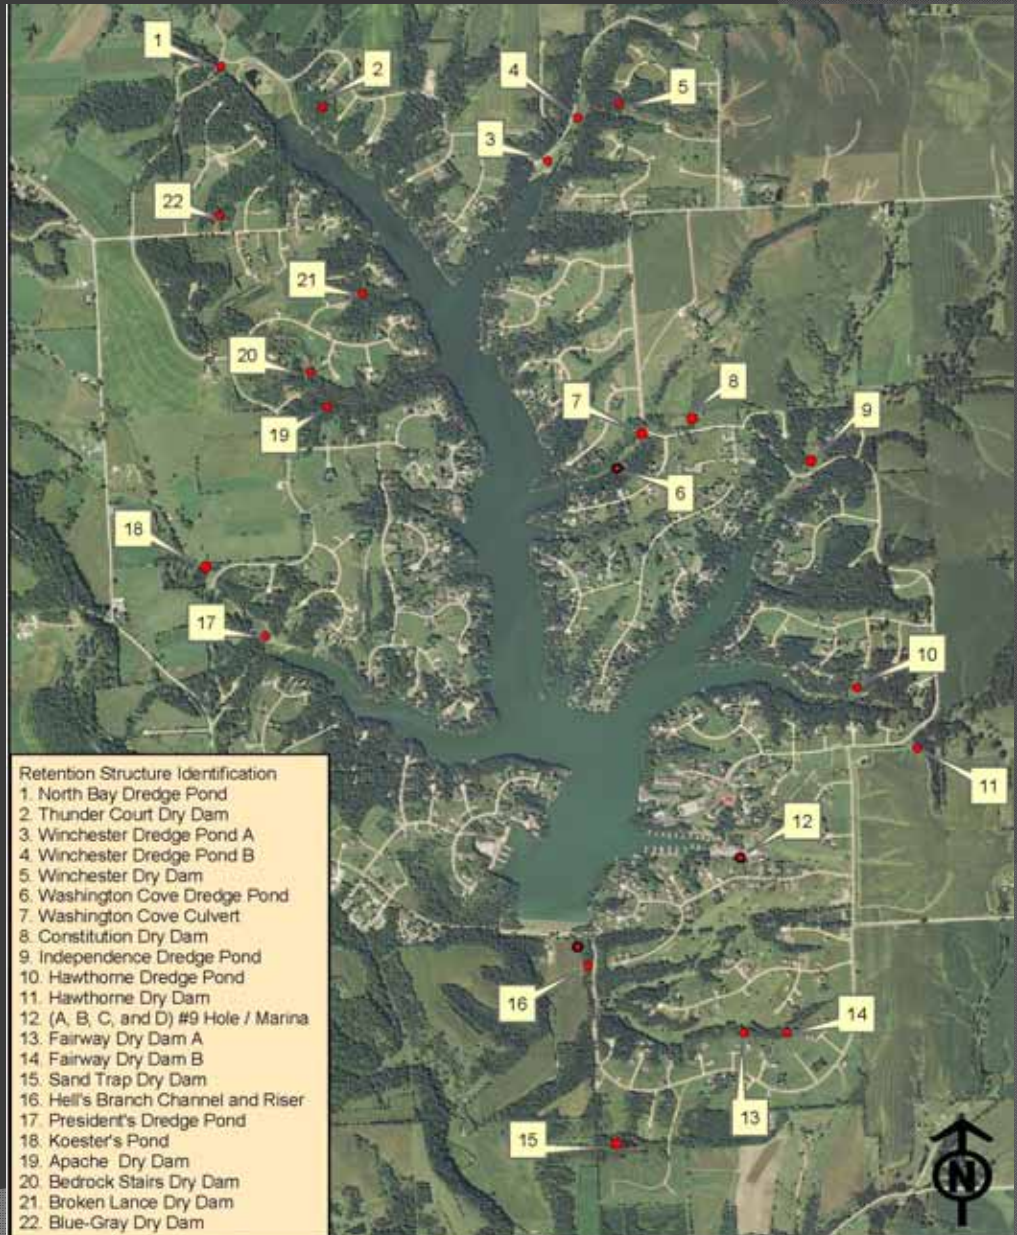 1
2
4
5
3
22
21
20
8
7
9
19
6
18
17
10
11
12
16
14
13
15
Retention Structure Identification
1. North Bay Dredge Pond
2. Thunder Court Dry Dam
3. Winchester Dredge Pond A
4. Winchester Dredge Pond B
5. Winchester Dry Dam
6. Washington Cove Dredge Pond
7. Washington Cove Culvert
8. Constitution Dry Dam
9. Independence Dredge Pond
10. Hawthorne Dredge Pond
11. Hawthorne Dry Dam
12. (A, B, C, and D) #9 Hole / Marina
13. Fairway Dry Dam A
14. Fairway Dry Dam B
15. Sand Trap Dry Dam
16. Hell's Branch Channel and Riser
17. President's Dredge Pond
18. Koester's Pond
19. Apache Dry Dam
20. Bedrock Stairs Dry Dam
21. Broken Lance Dry Dam
22. Blue-Gray Dry Dam
N